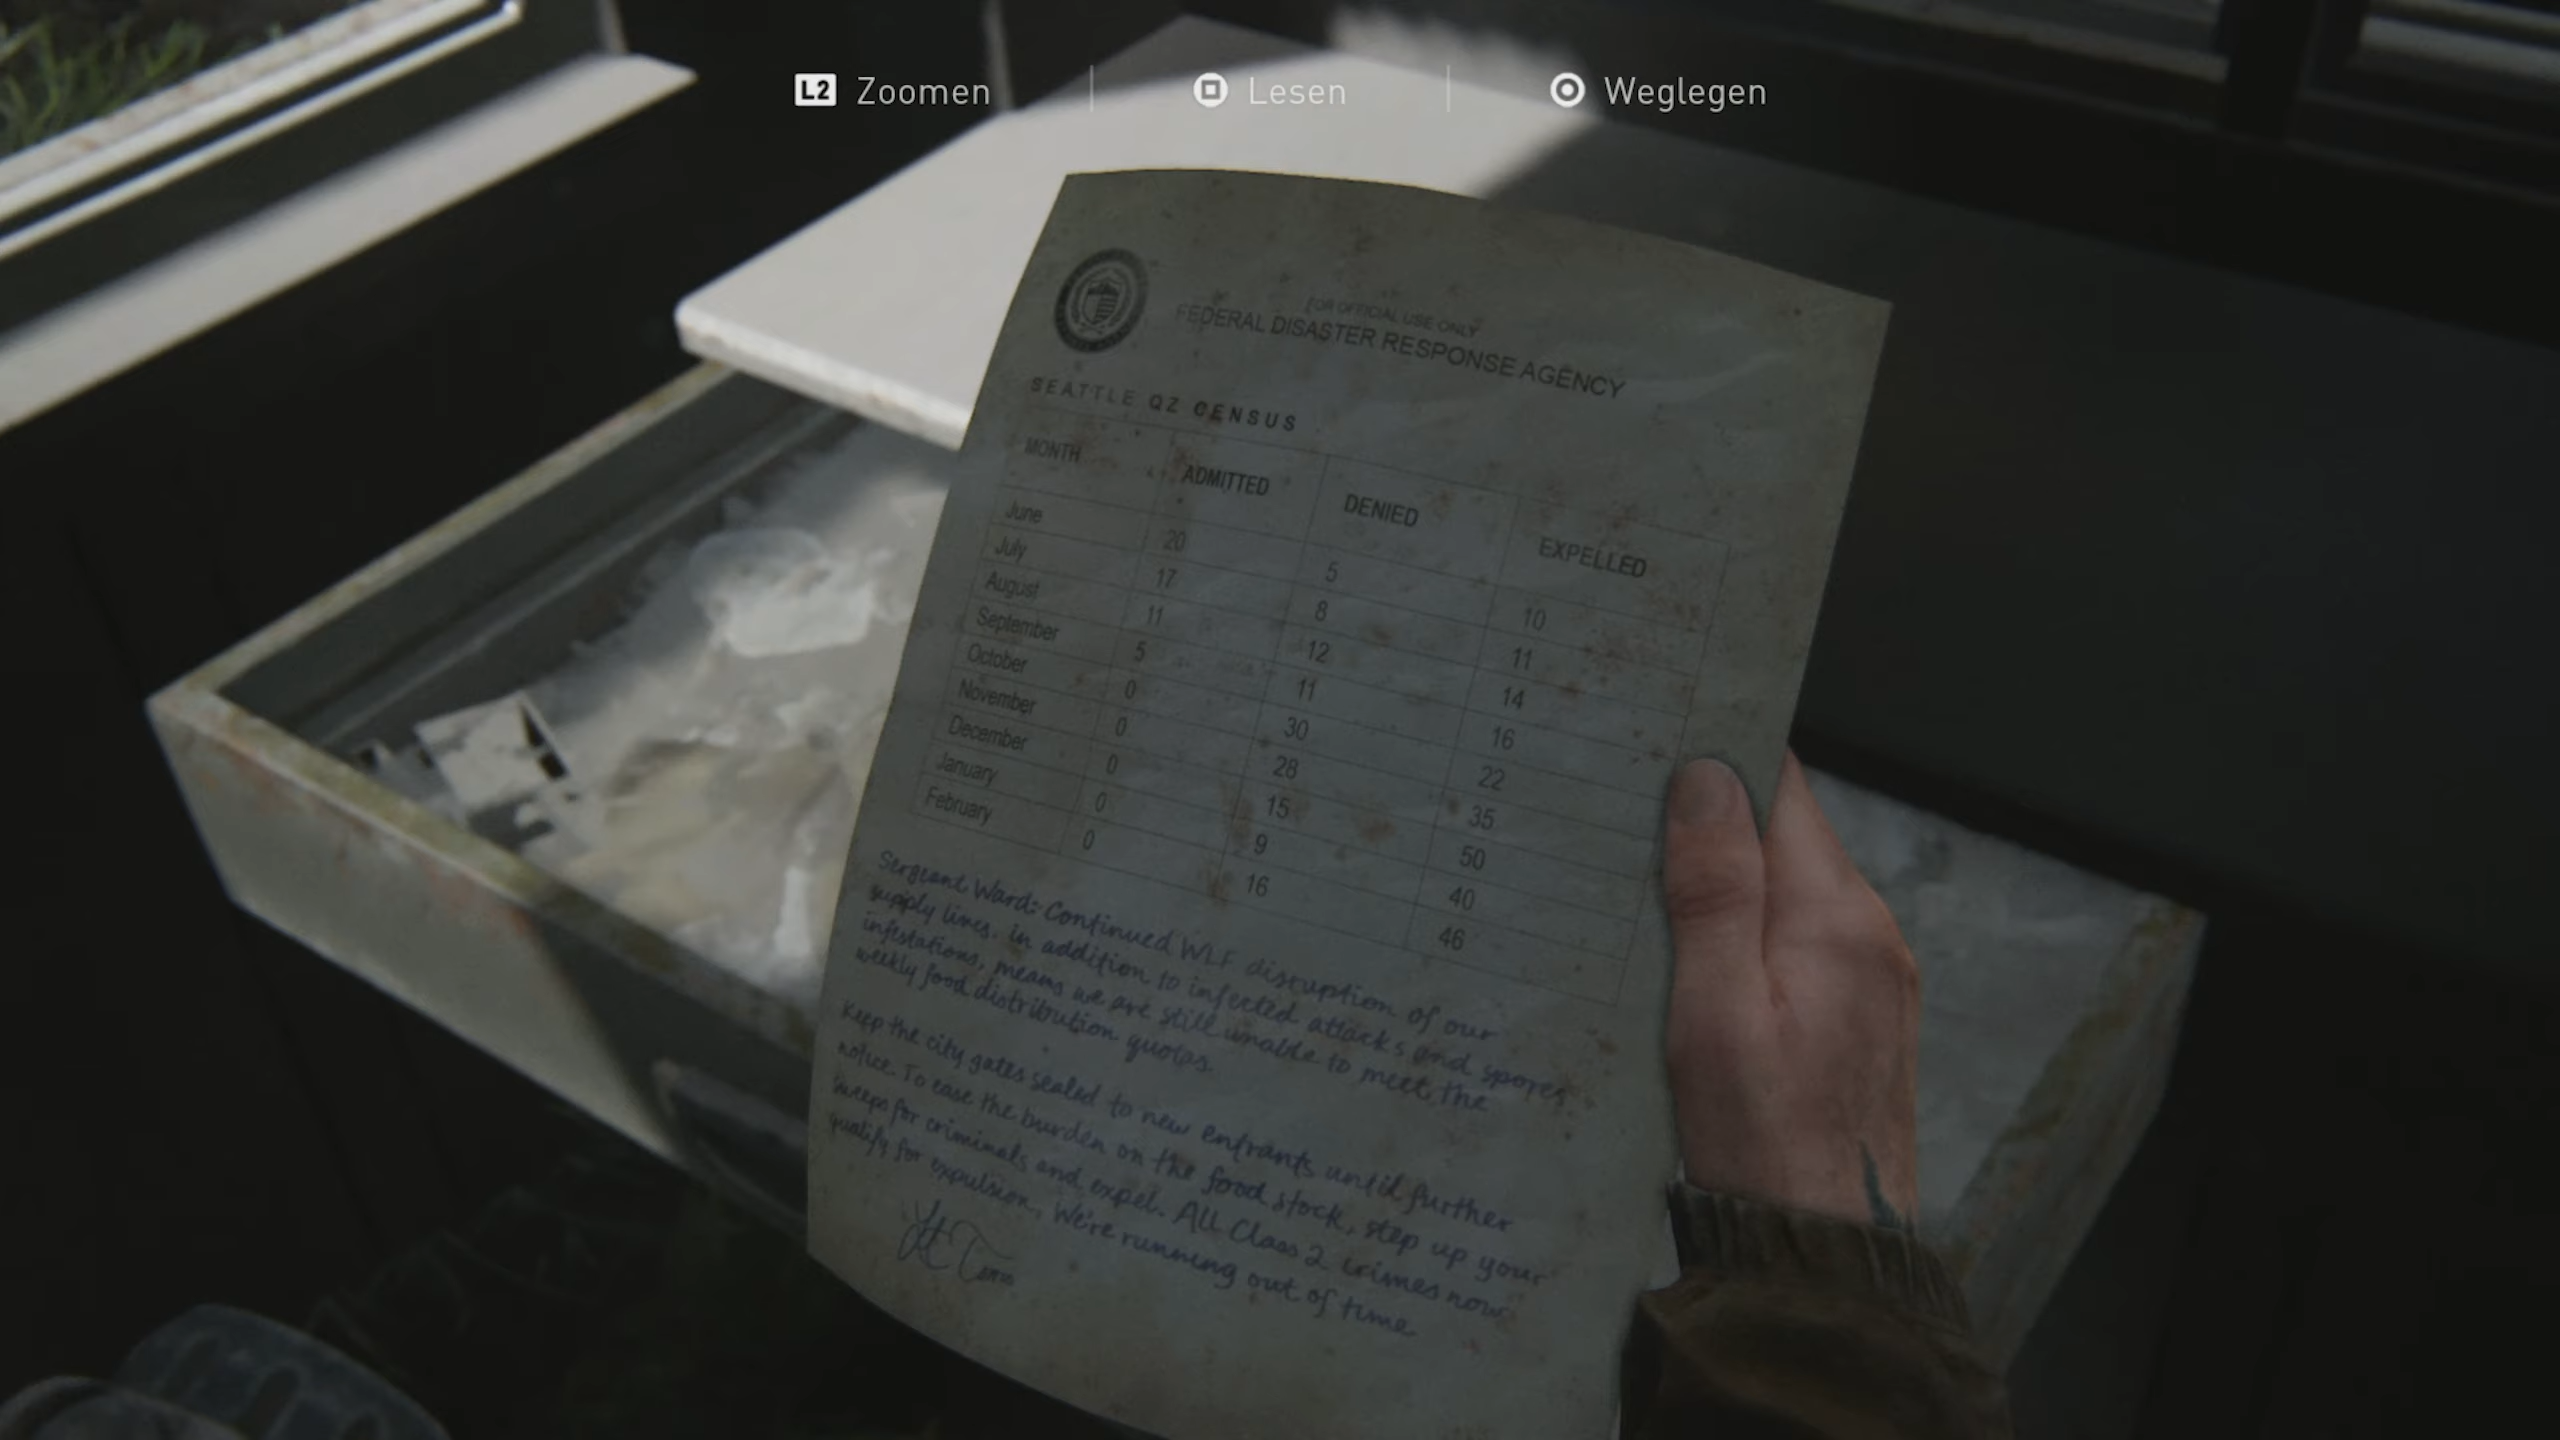 L2 Zoomen
Lesen
Weglegen
FOR OFFICIAL USE ONLY
FEDERAL DISASTER RESPONSE AGENCY
SEATTLE QZ CENSUS
MONTH ADMITTED DENIED EXPELLED
June 20 5 10
July 17 8 11
August 11 12 14
September 5 11 16
October 0 30 22
November 0 28 35
December 0 15 50
January 0 9 40
February 0 16 46
Sergeant Ward: Continued WLF disruption of our
supply lines, in addition to infected attacks and spores
infestations, means we are still unable to meet the
weekly food distribution quotas.
Keep the city gates sealed to new entrants until further
notice. To ease the burden on the food stock, step up your
sweeps for criminals and expel. All Class 2 crimes now
qualify for expulsion. We're running out of time.